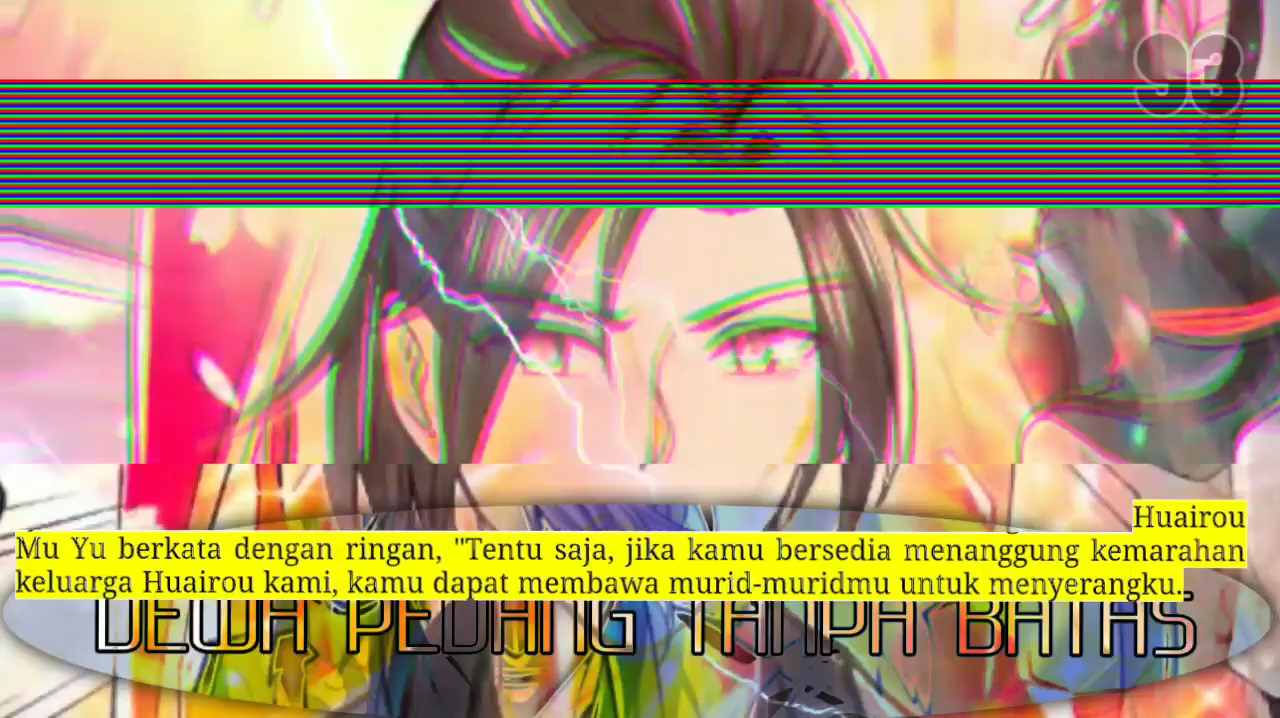 Huairou
Mu Yu berkata dengan ringan, "Tentu saja, jika kamu bersedia menanggung kemarahan
keluarga Huairou kami, kamu dapat membawa murid-muridmu untuk menyerangku.
DEWA PEDANG TANPA BATAS